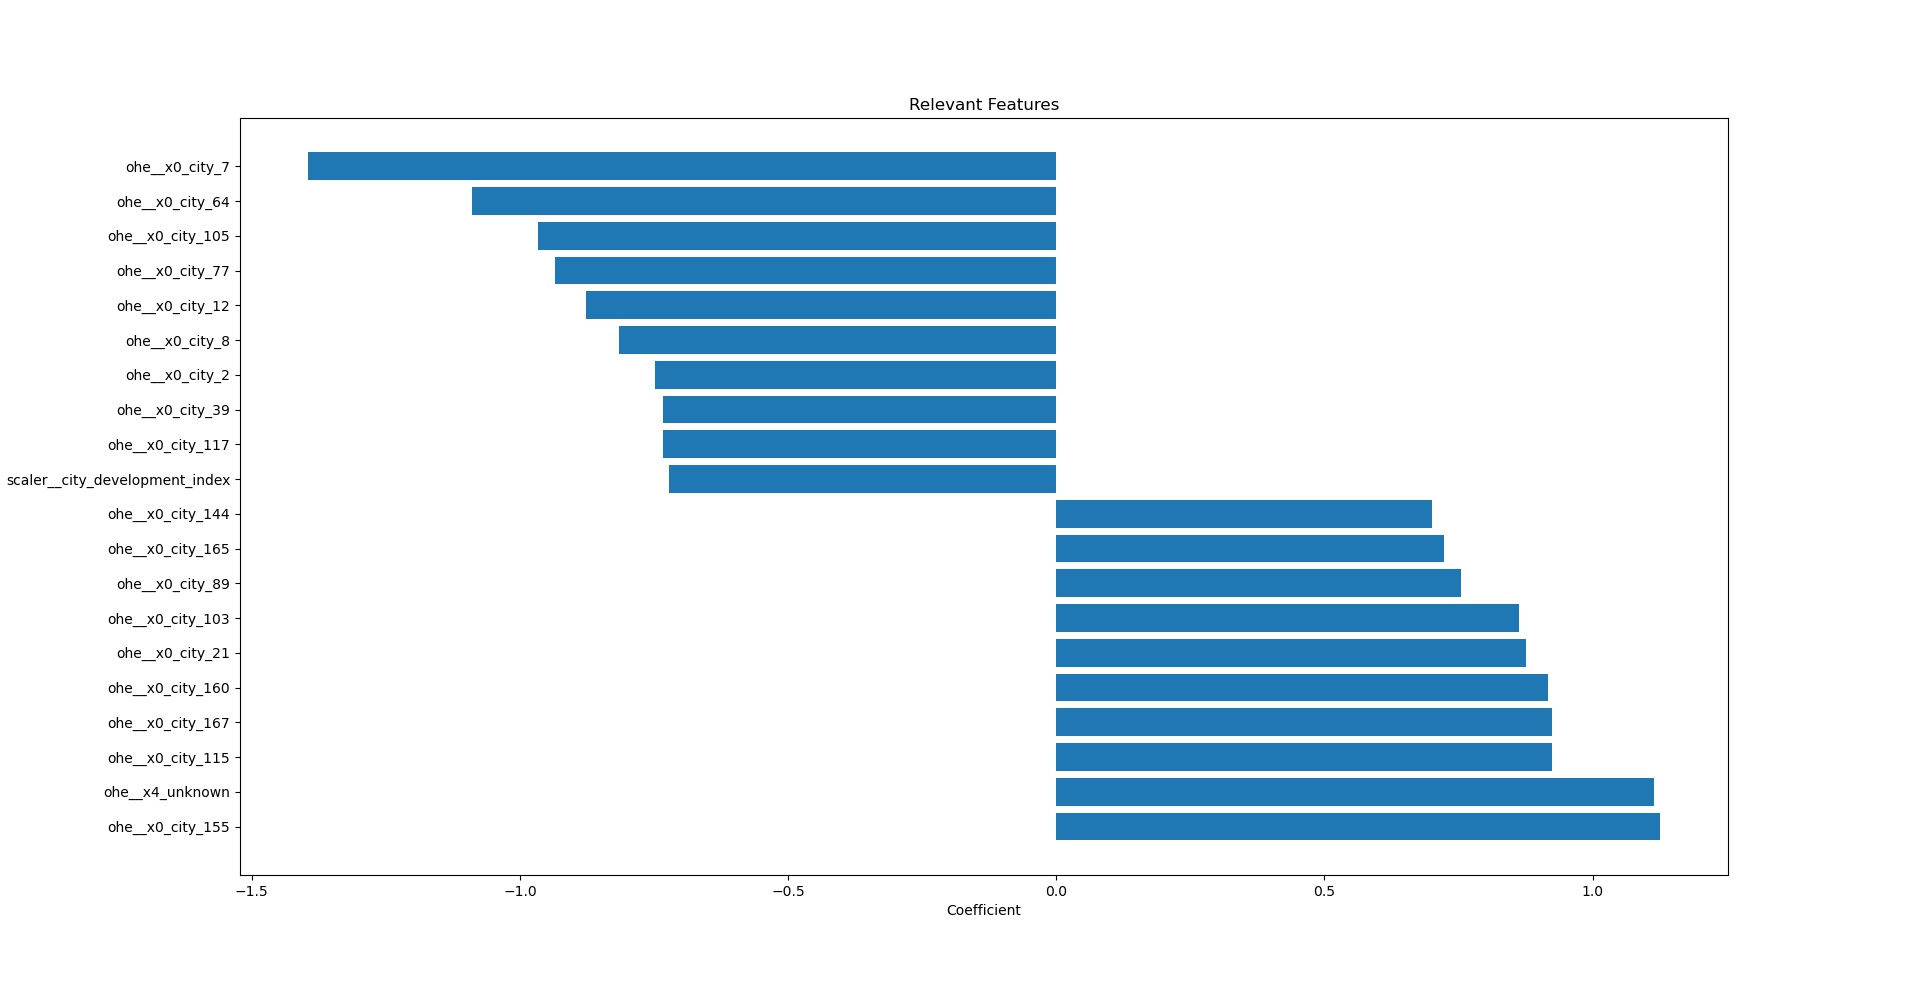 Relevant Features
ohe__x0_city_7
ohe__x0_city_64
ohe__x0_city_105
ohe__x0_city_77
ohe__x0_city_12
ohe__x0_city_8
ohe__x0_city_2
ohe__x0_city_39
ohe__x0_city_117
scaler__city_development_index
ohe__x0_city_144
ohe__x0_city_165
ohe__x0_city_89
ohe__x0_city_103
ohe__x0_city_21
ohe__x0_city_160
ohe__x0_city_167
ohe__x0_city_115
ohe__x4_unknown
ohe__x0_city_155
−1.5 −1.0 −0.5 0.0 0.5 1.0
Coefficient